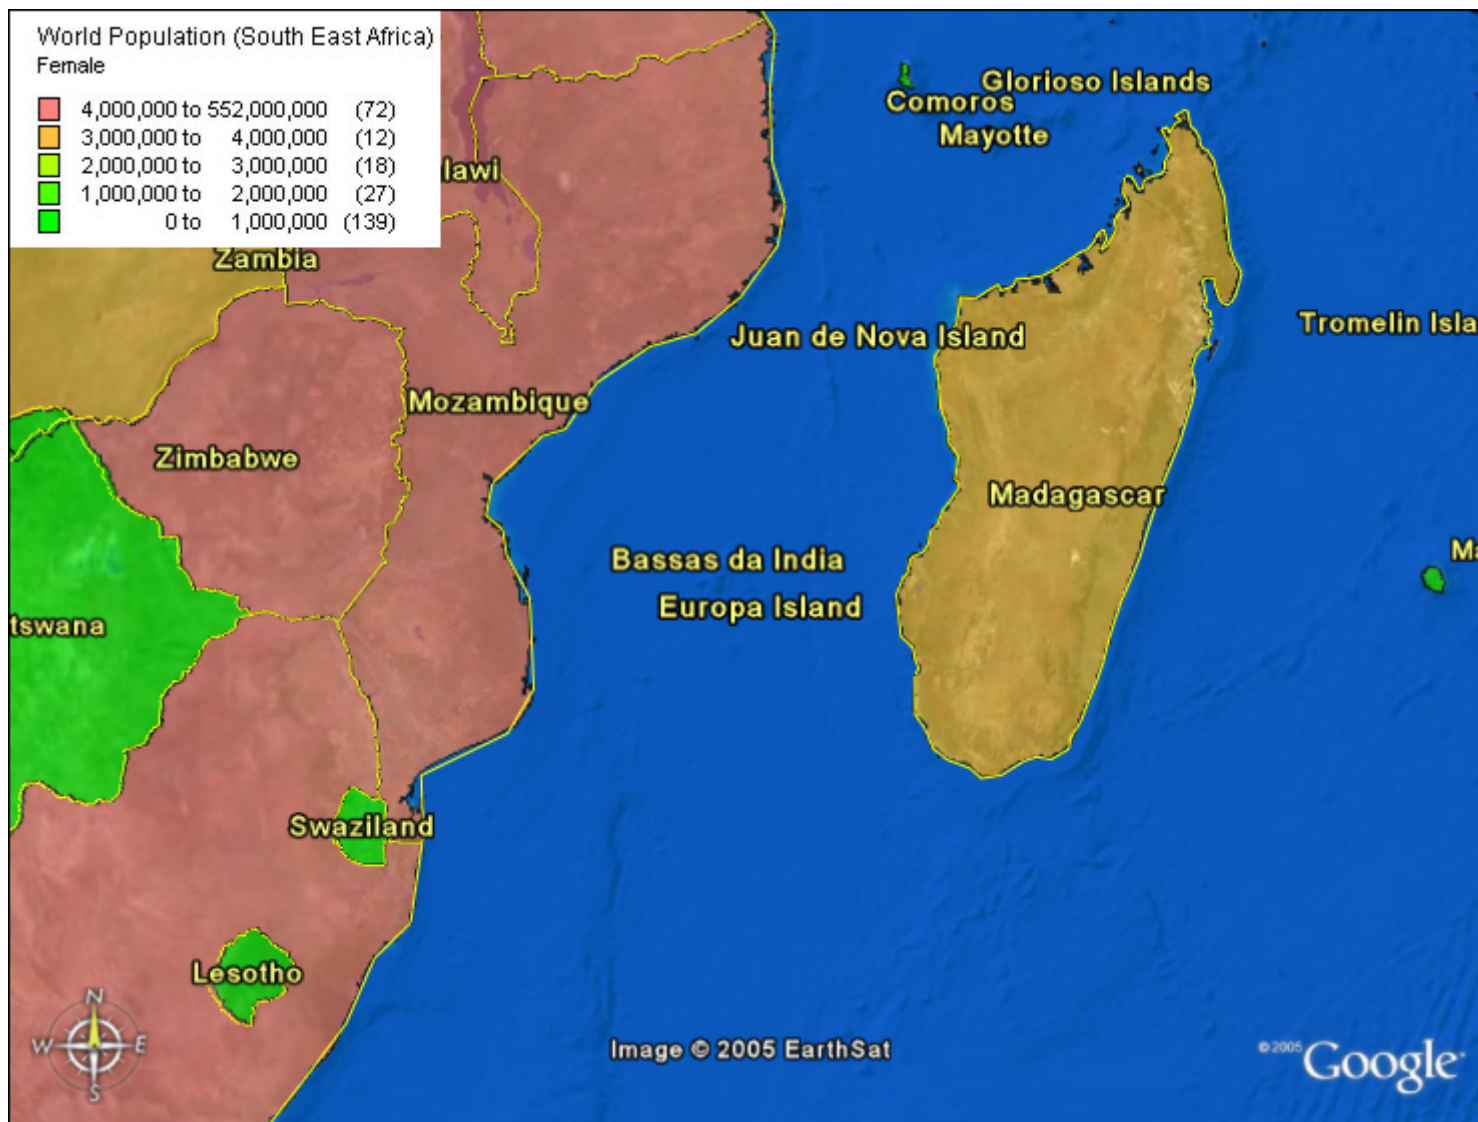 World Population (South East Africa)
Female
4,000,000 to 552,000,000 (72)
3,000,000 to 4,000,000 (12)
2,000,000 to 3,000,000 (18)
1,000,000 to 2,000,000 (27)
0 to 1,000,000 (139)
Glorioso Islands
Comoros
Mayotte
lawi
Zambia
Tromelin Isla
Juan de Nova Island
Mozambique
Zimbabwe
Madagascar
Ma
Bassas da India
Europa Island
tswana
Swaziland
Lesotho
N
W E
S
Image © 2005 EarthSat
© 2005 Google